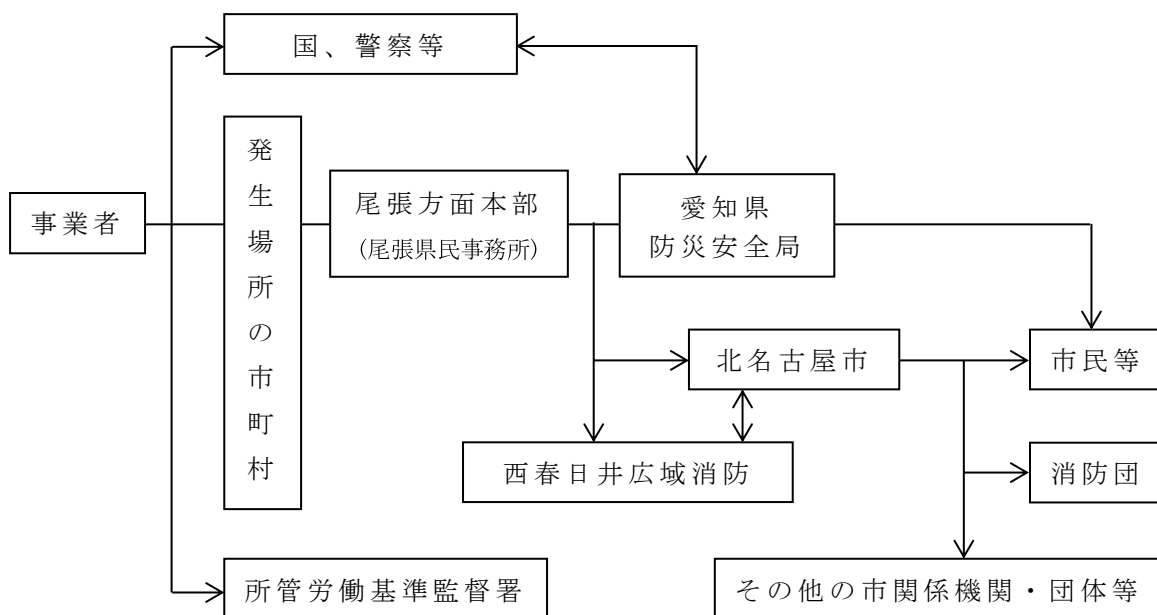 国、警察等
発生場所の市町村
事業者
尾張方面本部
(尾張県民事務所)
愛知県
防災安全局
北名古屋市
市民等
西春日井広域消防
消防団
所管労働基準監督署
その他の市関係機関・団体等